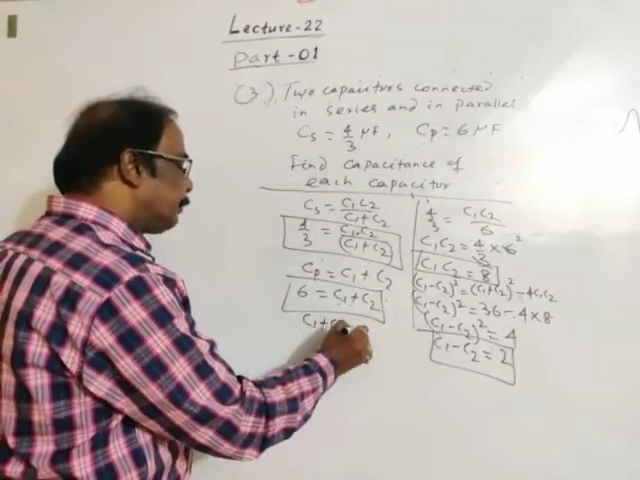 Lecture-22
Part-01
Q). Two capacitors connected
in series and in parallel
Cs = 4/3 μF, Cp = 6 μF
Find capacitance of
each capacitor
Cs = C1C2/C1+C2
4/3 = C1C2/(C1+C2)
Cp = C1+C2
6 = C1+C2
C1+C
4/3 = C1C2/6
C1C2 = 4/3 × 6 2
C1C2 = 8
(C1-C2)² = (C1+C2)² - 4C1C2
(C1-C2)² = 36-4×8
(C1-C2)² = 4
C1-C2 = 2